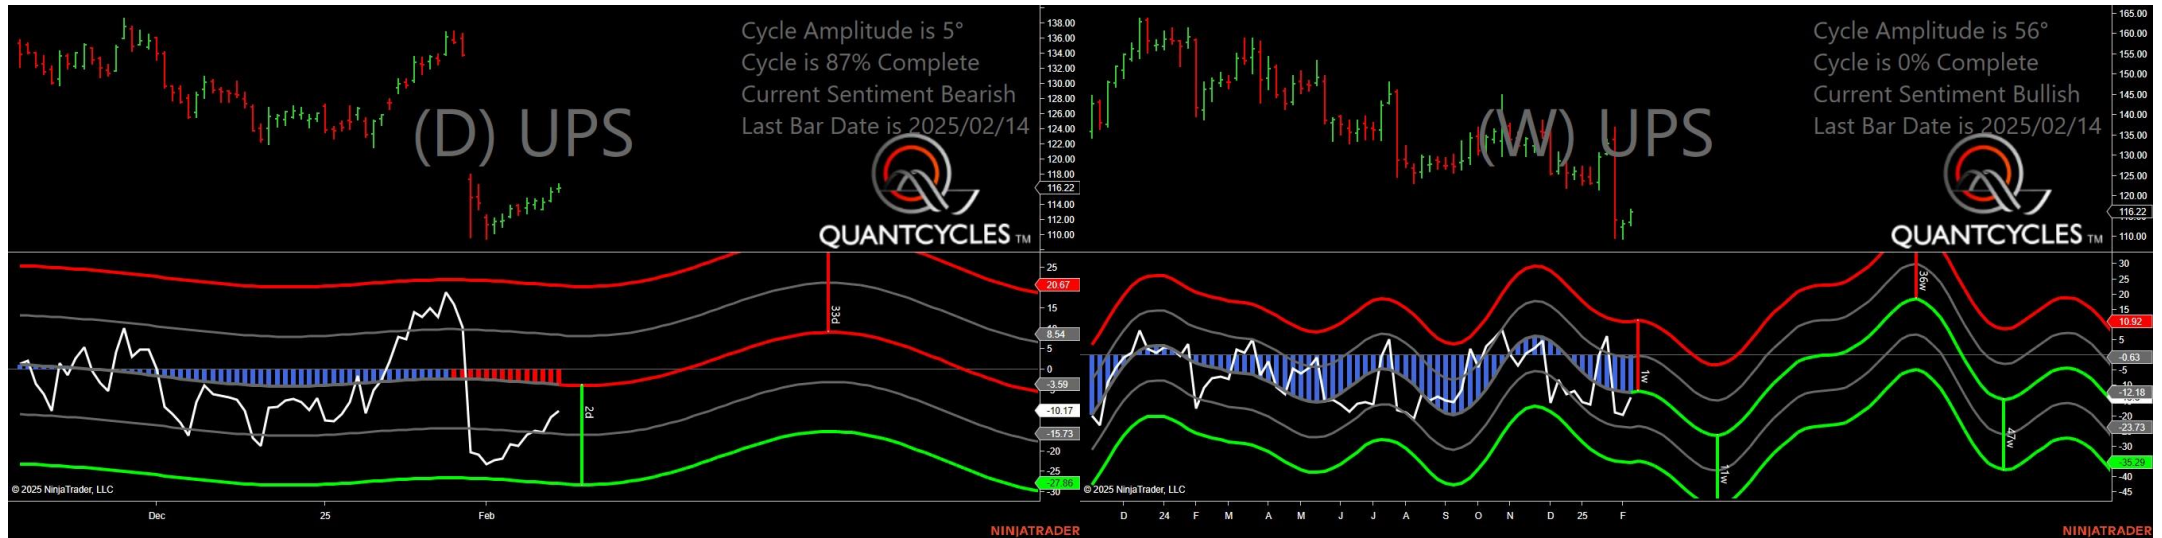 Cycle Amplitude is 5°
Cycle is 87% Complete
Current Sentiment Bearish
Last Bar Date is 2025/02/14
(D) UPS
QUANTCYCLES TM
138.00
136.00
134.00
132.00
130.00
128.00
126.00
124.00
122.00
120.00
118.00
116.22
114.00
112.00
110.00
25
20.67
15
8.54
5
0
-3.59
-10.17
-15.73
-20
-25
-27.86
-30
33d
2d
© 2025 NinjaTrader, LLC
Dec
25
Feb
NINJATRADER
Cycle Amplitude is 56°
Cycle is 0% Complete
Current Sentiment Bullish
Last Bar Date is 2025/02/14
(W) UPS
QUANTCYCLES TM
165.00
160.00
155.00
150.00
145.00
140.00
135.00
130.00
125.00
120.00
116.22
110.00
30
25
20
15
10.92
5
-0.63
-5
-12.18
-20
-23.73
-30
-35.29
-40
-45
36w
1w
11w
47w
© 2025 NinjaTrader, LLC
D
24
F
M
A
M
J
J
A
S
O
N
D
25
F
NINJATRADER